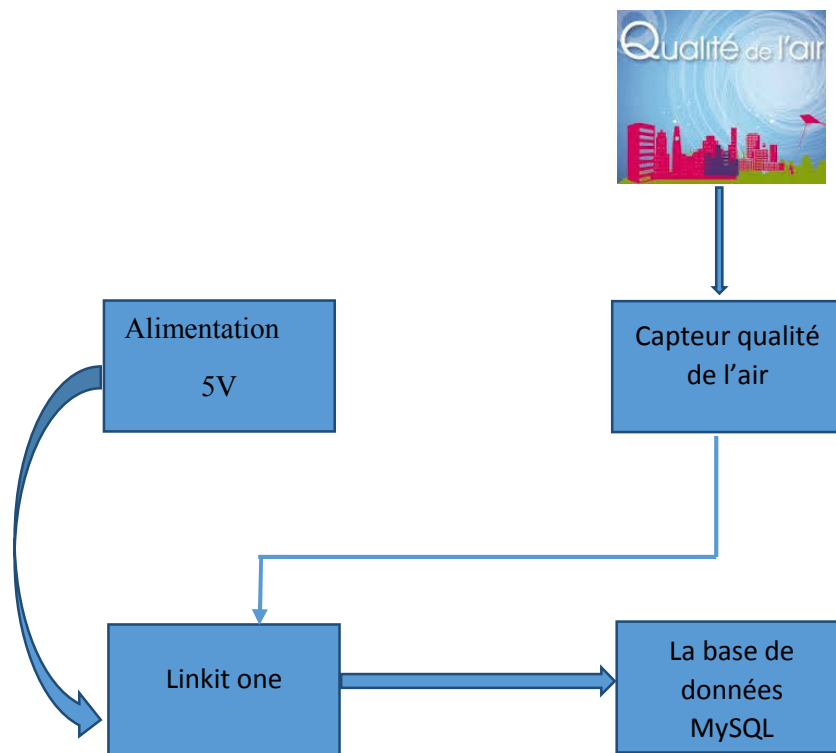 Qualité de l'air
Alimentation
5V
Capteur qualité
de l’air
Linkit one
La base de
données
MySQL